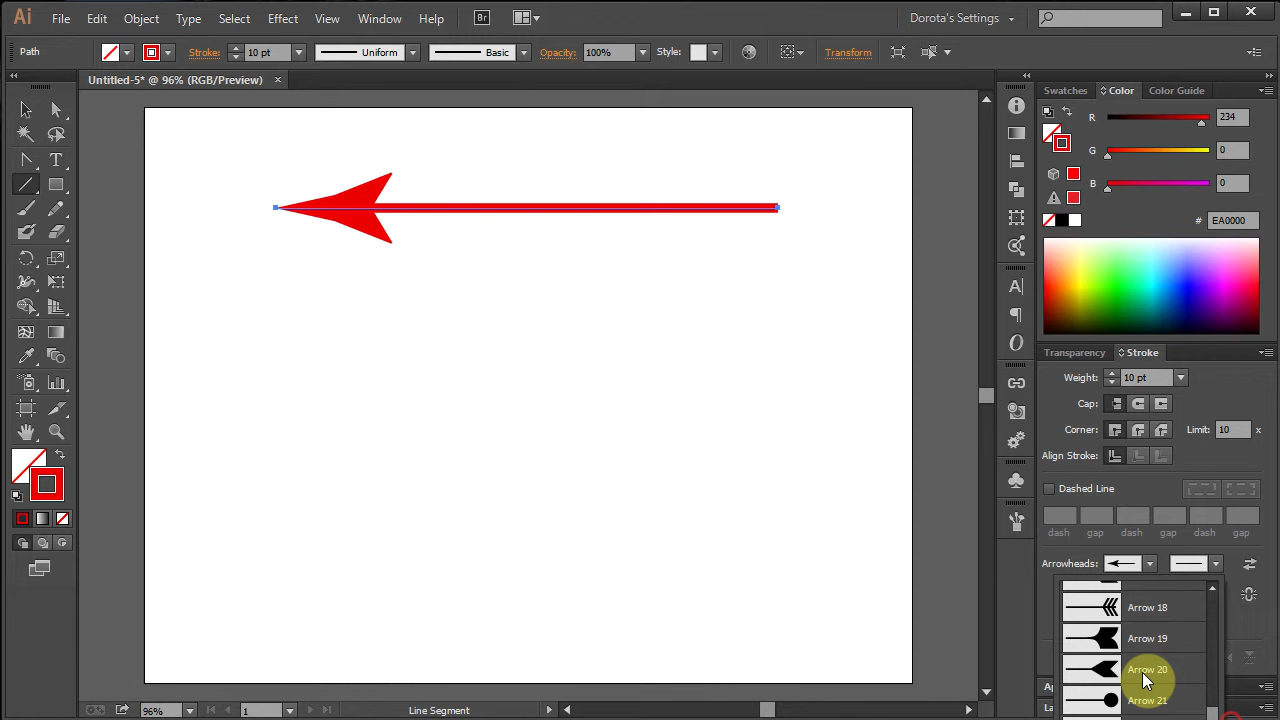 Ai File Edit Object Type Select Effect View Window Help Br Dorota's Settings
Path Stroke: 10 pt Uniform Basic Opacity: 100% Style: Transform
Untitled-5* @ 96% (RGB/Preview)
Swatches Color Color Guide
R 234
G 0
B 0
# EA0000
Transparency Stroke
Weight: 10 pt
Cap:
Corner: Limit: 10 x
Align Stroke:
Dashed Line
dash gap dash gap dash gap
Arrowheads:
Arrow 18
Arrow 19
Arrow 20
Arrow 21
96% 1 Line Segment